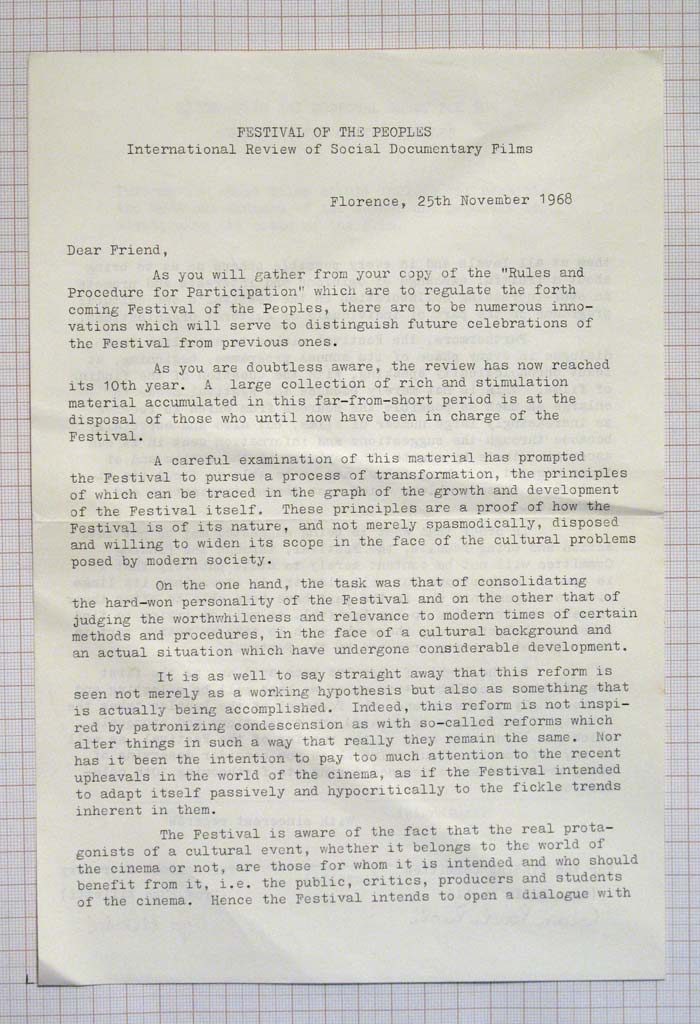 FESTIVAL OF THE PEOPLES
International Review of Social Documentary Films
Florence, 25th November 1968
Dear Friend,
As you will gather from your copy of the "Rules and
Procedure for Participation" which are to regulate the forth
coming Festival of the Peoples, there are to be numerous inno-
vations which will serve to distinguish future celebrations of
the Festival from previous ones.
As you are doubtless aware, the review has now reached
its 10th year. A large collection of rich and stimulation
material accumulated in this far-from-short period is at the
disposal of those who until now have been in charge of the
Festival.
A careful examination of this material has prompted
the Festival to pursue a process of transformation, the principles
of which can be traced in the graph of the growth and development
of the Festival itself. These principles are a proof of how the
Festival is of its nature, and not merely spasmodically, disposed
and willing to widen its scope in the face of the cultural problems
posed by modern society.
On the one hand, the task was that of consolidating
the hard-won personality of the Festival and on the other that of
judging the worthwhileness and relevance to modern times of certain
methods and procedures, in the face of a cultural background and
an actual situation which have undergone considerable development.
It is as well to say straight away that this reform is
seen not merely as a working hypothesis but also as something that
is actually being accomplished. Indeed, this reform is not inspi-
red by patronizing condescension as with so-called reforms which
alter things in such a way that really they remain the same. Nor
has it been the intention to pay too much attention to the recent
upheavals in the world of the cinema, as if the Festival intended
to adapt itself passively and hypocritically to the fickle trends
inherent in them.
The Festival is aware of the fact that the real prota-
gonists of a cultural event, whether it belongs to the world of
the cinema or not, are those for whom it is intended and who should
benefit from it, i.e. the public, critics, producers and students
of the cinema. Hence the Festival intends to open a dialogue with